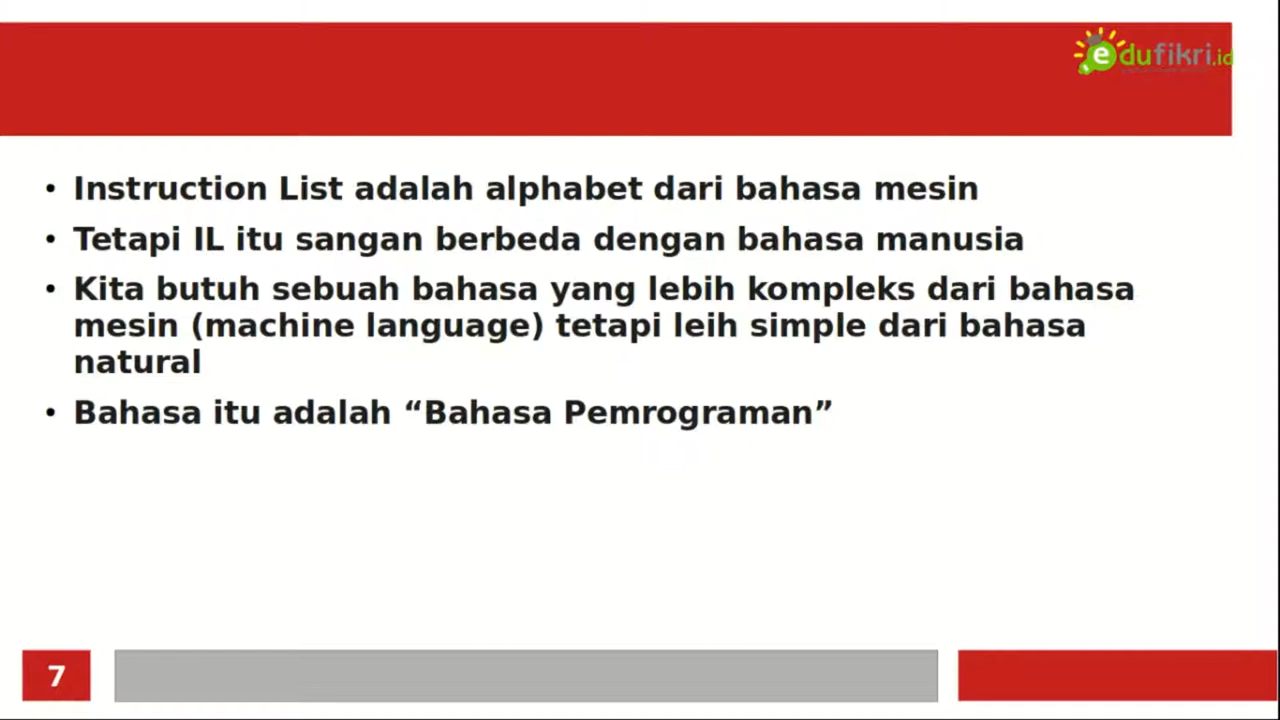 edufikri.id
• Instruction List adalah alphabet dari bahasa mesin
• Tetapi IL itu sangan berbeda dengan bahasa manusia
• Kita butuh sebuah bahasa yang lebih kompleks dari bahasa
mesin (machine language) tetapi leih simple dari bahasa
natural
• Bahasa itu adalah “Bahasa Pemrograman”
7